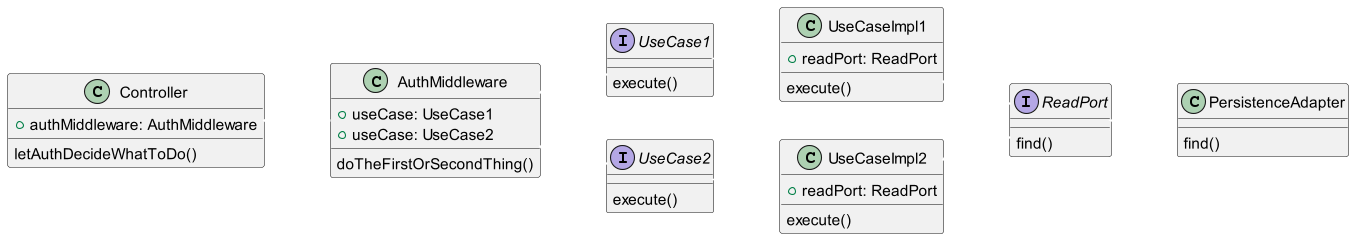 C Controller
authMiddleware: AuthMiddleware
letAuthDecideWhatToDo()
C AuthMiddleware
useCase: UseCase1
useCase: UseCase2
doTheFirstOrSecondThing()
I UseCase1
execute()
I UseCase2
execute()
C UseCaseImpl1
readPort: ReadPort
execute()
C UseCaseImpl2
readPort: ReadPort
execute()
I ReadPort
find()
C PersistenceAdapter
find()